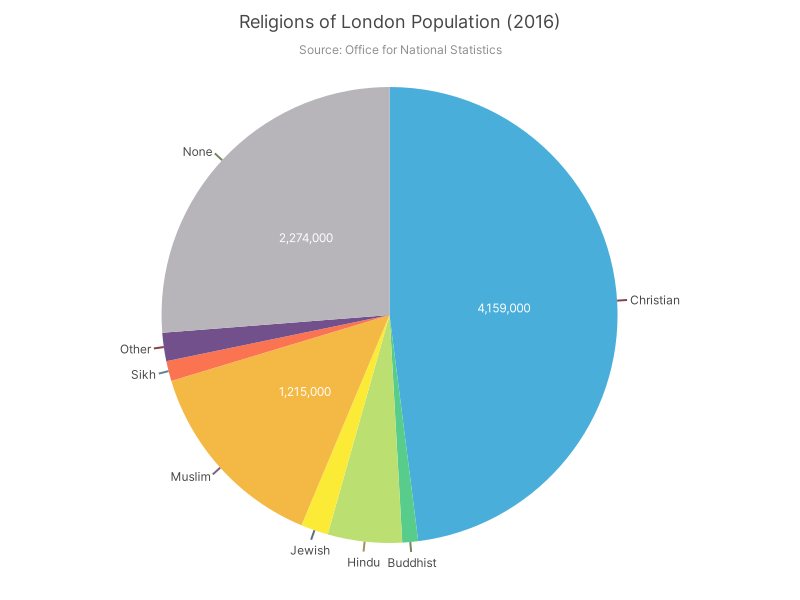 Religions of London Population (2016)
Source: Office for National Statistics
None
2,274,000
4,159,000
Christian
Other
Sikh
1,215,000
Muslim
Jewish
Hindu
Buddhist